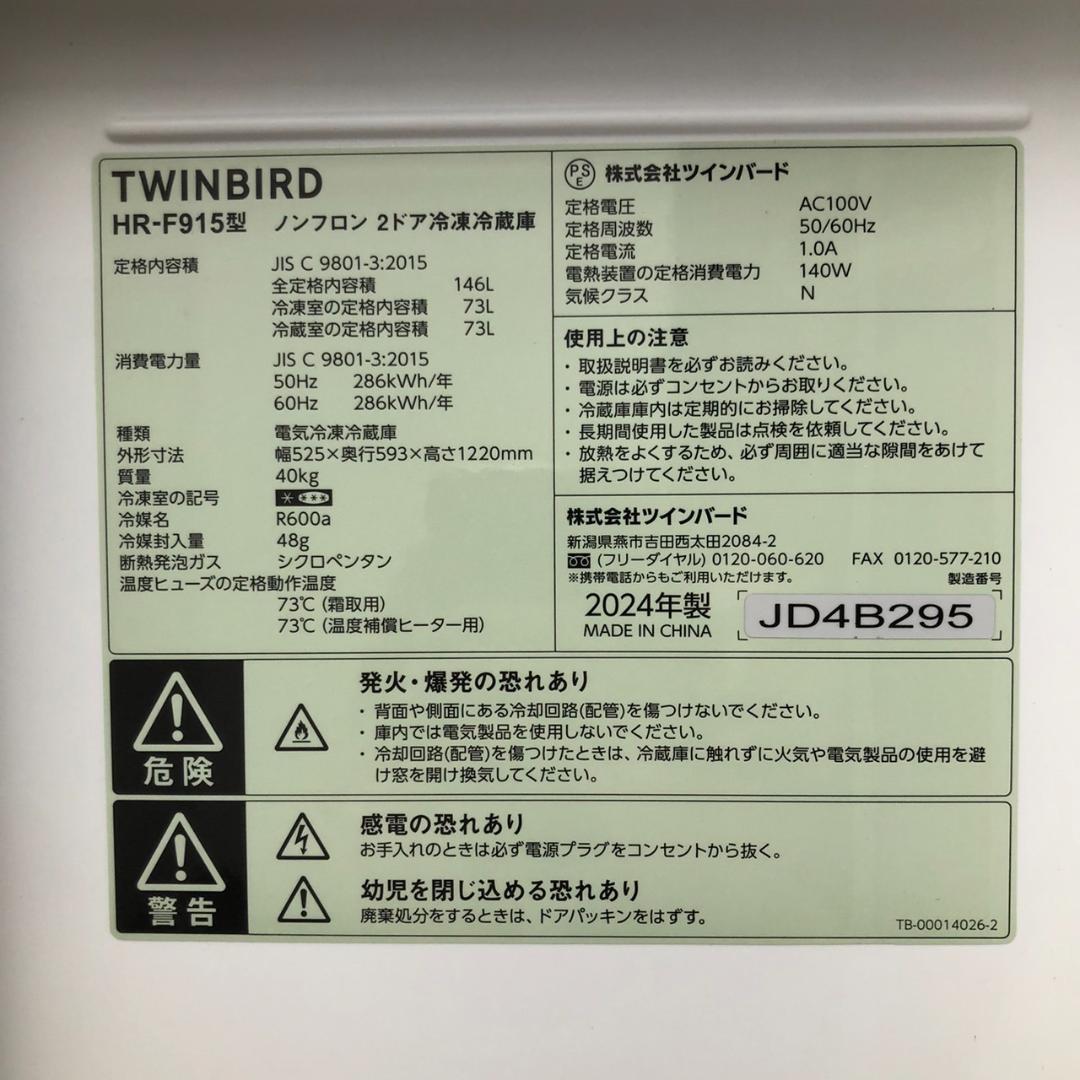 TWINBIRD
HR-F915型 ノンフロン 2ドア冷凍冷蔵庫
定格内容積 JIS C 9801-3:2015
全定格内容積 146L
冷凍室の定格内容積 73L
冷蔵室の定格内容積 73L
消費電力量 JIS C 9801-3:2015
50Hz 286kWh/年
60Hz 286kWh/年
種類 電気冷凍冷蔵庫
外形寸法 幅525×奥行593×高さ1220mm
質量 40kg
冷凍室の記号
冷媒名 R600a
冷媒封入量 48g
断熱発泡ガス シクロペンタン
温度ヒューズの定格動作温度
73℃ (霜取用)
73℃ (温度補償ヒーター用)
PSE 株式会社ツインバード
定格電圧 AC100V
定格周波数 50/60Hz
定格電流 1.0A
電熱装置の定格消費電力 140W
気候クラス N
使用上の注意
・取扱説明書を必ずお読みください。
・電源は必ずコンセントからお取りください。
・冷蔵庫庫内は定期的にお掃除してください。
・長期間使用した製品は点検を依頼してください。
・放熱をよくするため、必ず周囲に適当な隙間をあけて
据えつけてください。
株式会社ツインバード
新潟県燕市吉田西太田2084-2
(フリーダイヤル) 0120-060-620 FAX 0120-577-210
※携帯電話からもご利用いただけます。 製造番号
2024年製 JD4B295
MADE IN CHINA
危険
発火・爆発の恐れあり
・背面や側面にある冷却回路(配管)を傷つけないでください。
・庫内では電気製品を使用しないでください。
・冷却回路(配管)を傷つけたときは、冷蔵庫に触れずに火気や電気製品の使用を避
け窓を開け換気してください。
警告
感電の恐れあり
お手入れのときは必ず電源プラグをコンセントから抜く。
幼児を閉じ込める恐れあり
廃棄処分をするときは、ドアパッキンをはずす。
TB-00014026-2